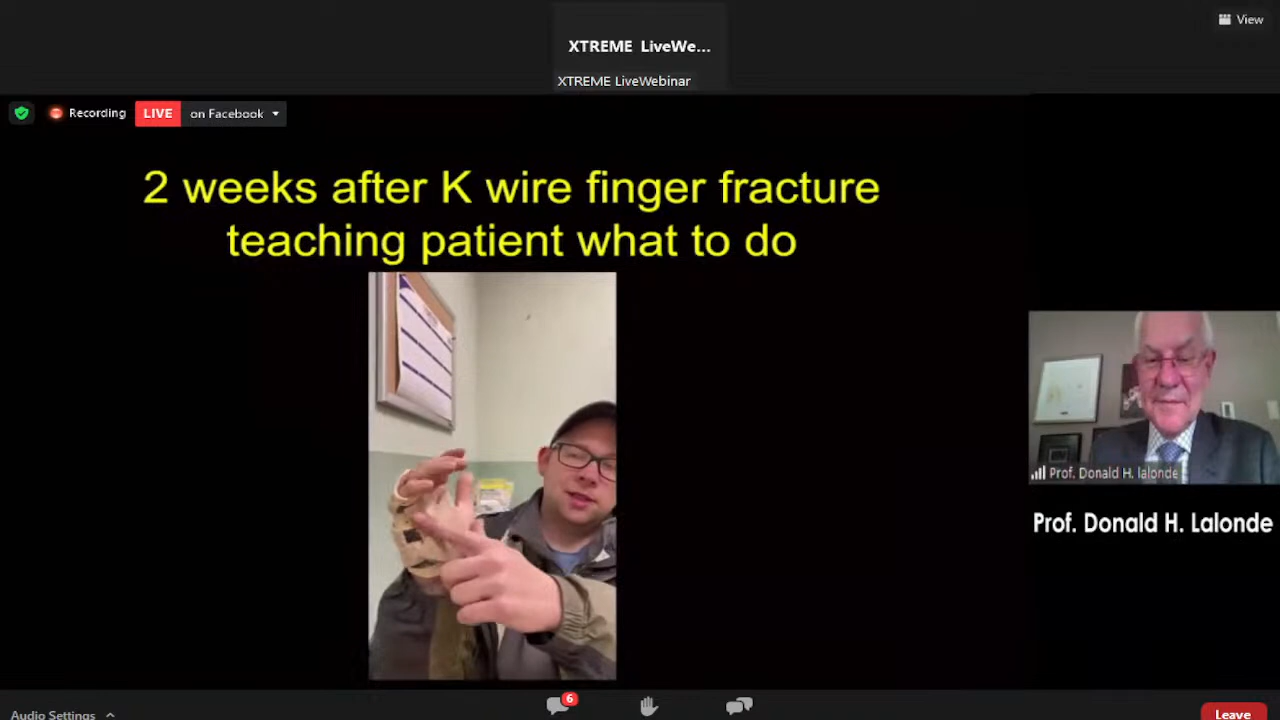 XTREME LiveWe...
View
XTREME LiveWebinar
Recording
LIVE
on Facebook
2 weeks after K wire finger fracture
teaching patient what to do
Prof. Donald H. lalonde
Prof. Donald H. Lalonde
6
Audio Settings
Leave